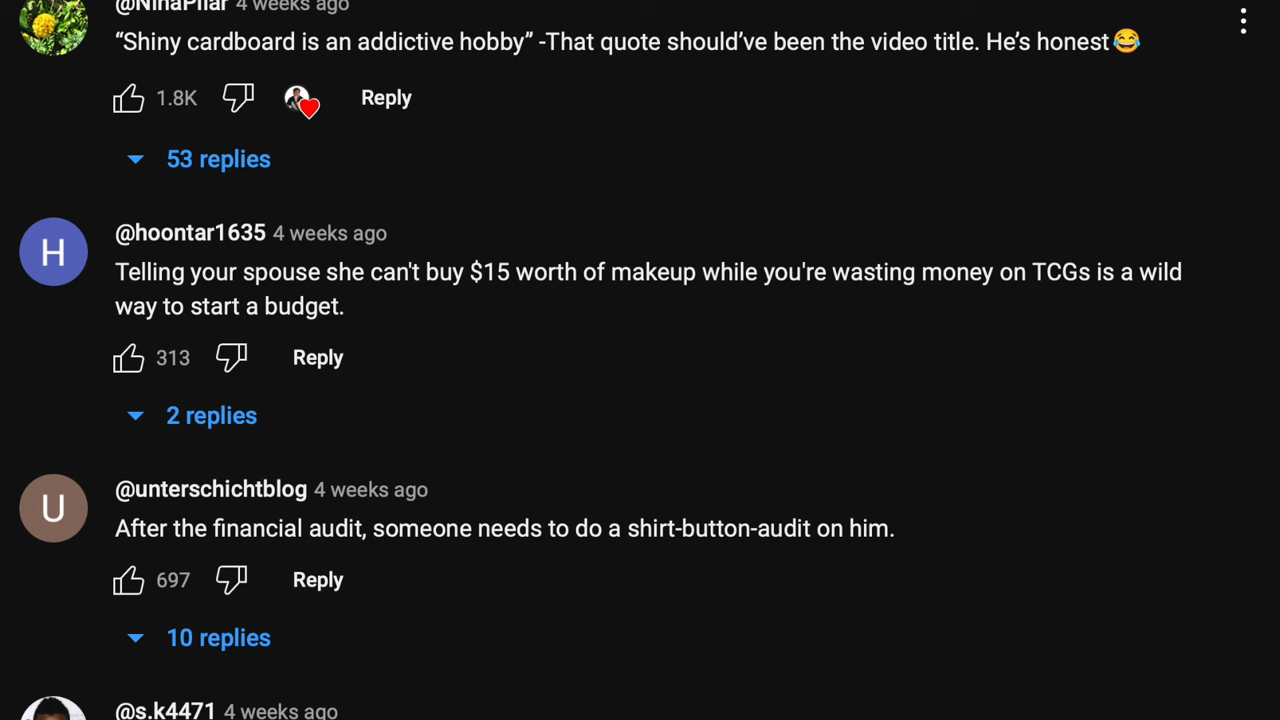 @NinaPilar 4 weeks ago
“Shiny cardboard is an addictive hobby” -That quote should’ve been the video title. He’s honest😂
1.8K Reply
53 replies
H
@hoontar1635 4 weeks ago
Telling your spouse she can't buy $15 worth of makeup while you're wasting money on TCGs is a wild
way to start a budget.
313 Reply
2 replies
U
@unterschichtblog 4 weeks ago
After the financial audit, someone needs to do a shirt-button-audit on him.
697 Reply
10 replies
@s.k4471 4 weeks ago